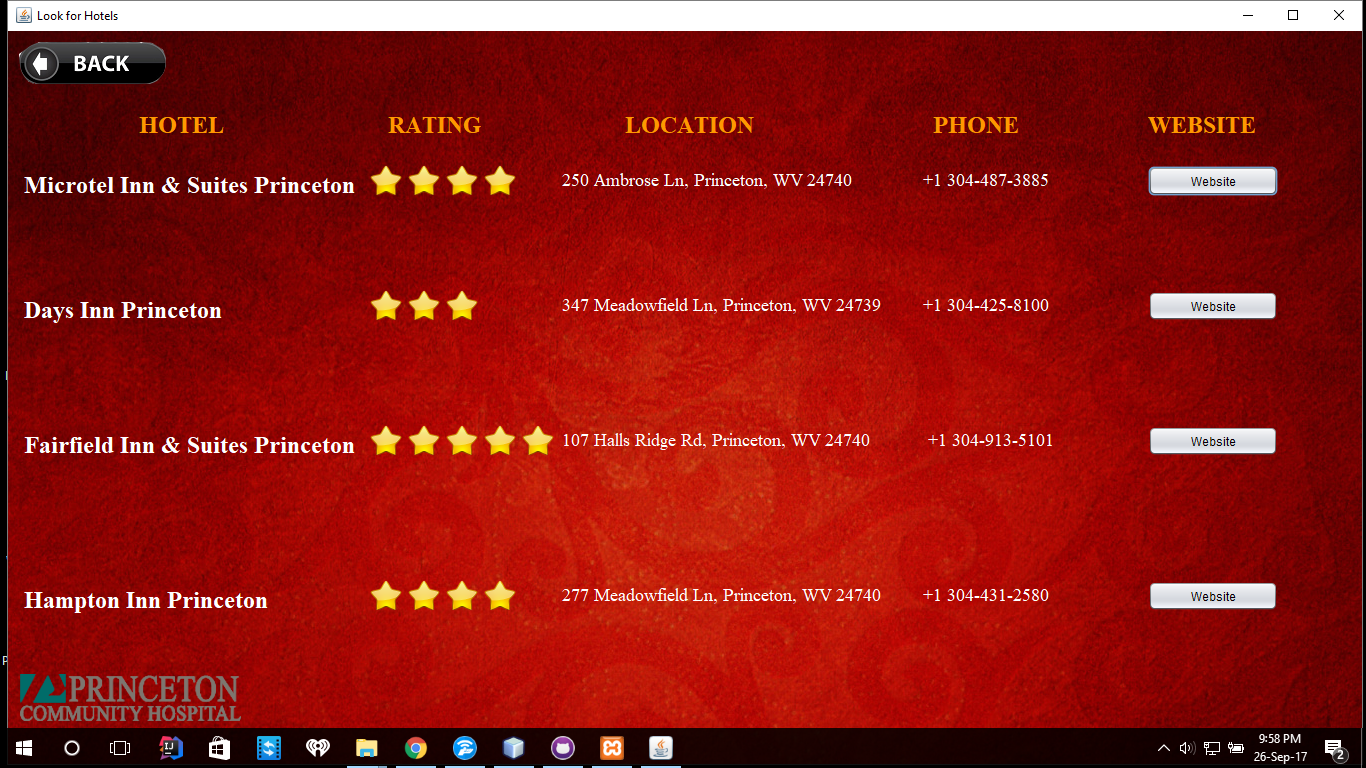 Look for Hotels
BACK
HOTEL RATING LOCATION PHONE WEBSITE
Microtel Inn & Suites Princeton 250 Ambrose Ln, Princeton, WV 24740 +1 304-487-3885 Website
Days Inn Princeton 347 Meadowfield Ln, Princeton, WV 24739 +1 304-425-8100 Website
Fairfield Inn & Suites Princeton 107 Halls Ridge Rd, Princeton, WV 24740 +1 304-913-5101 Website
Hampton Inn Princeton 277 Meadowfield Ln, Princeton, WV 24740 +1 304-431-2580 Website
PRINCETON
COMMUNITY HOSPITAL
IJ
9:58 PM
26-Sep-17
2